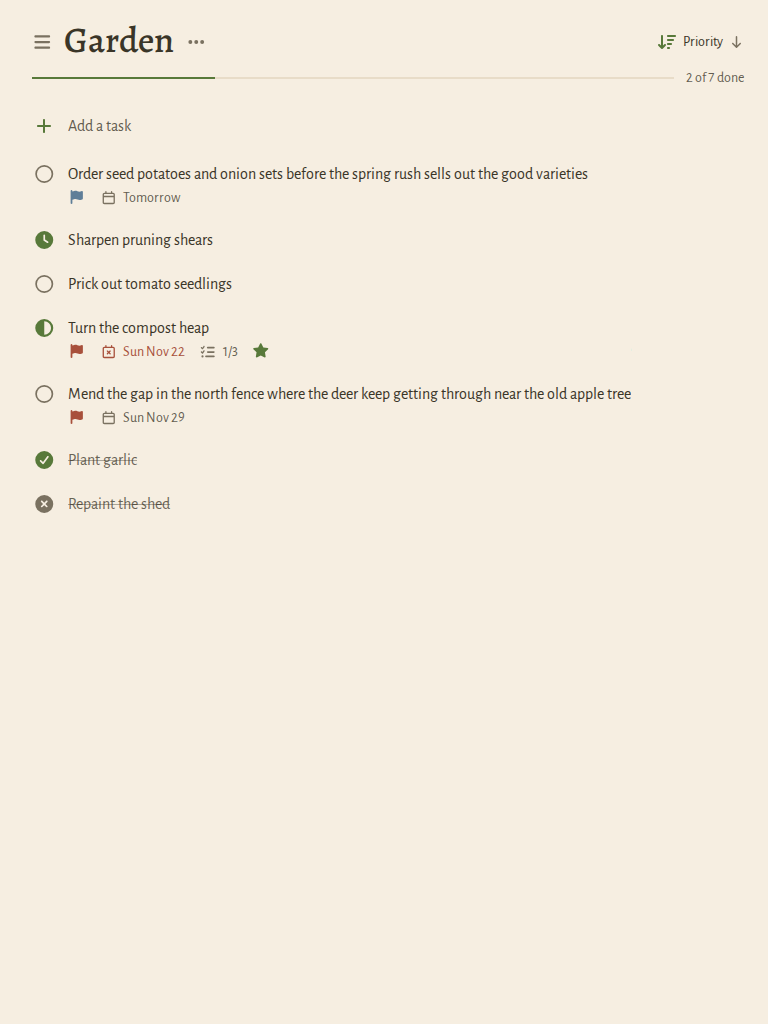 Garden
Priority
2 of 7 done
Add a task
Order seed potatoes and onion sets before the spring rush sells out the good varieties
Tomorrow
Sharpen pruning shears
Prick out tomato seedlings
Turn the compost heap
Sun Nov 22 1/3
Mend the gap in the north fence where the deer keep getting through near the old apple tree
Sun Nov 29
Plant garlic
Repaint the shed